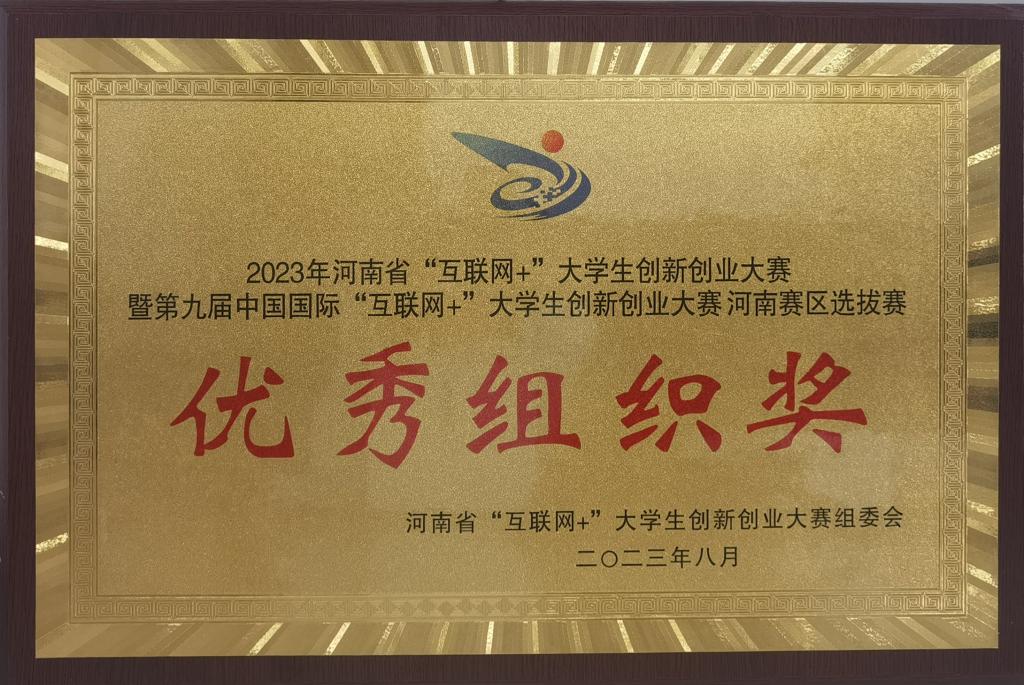 2023年河南省“互联网+”大学生创新创业大赛
暨第九届中国国际“互联网+”大学生创新创业大赛 河南赛区选拔赛
优秀组织奖
河南省“互联网+”大学生创新创业大赛组委会
二〇二三年八月